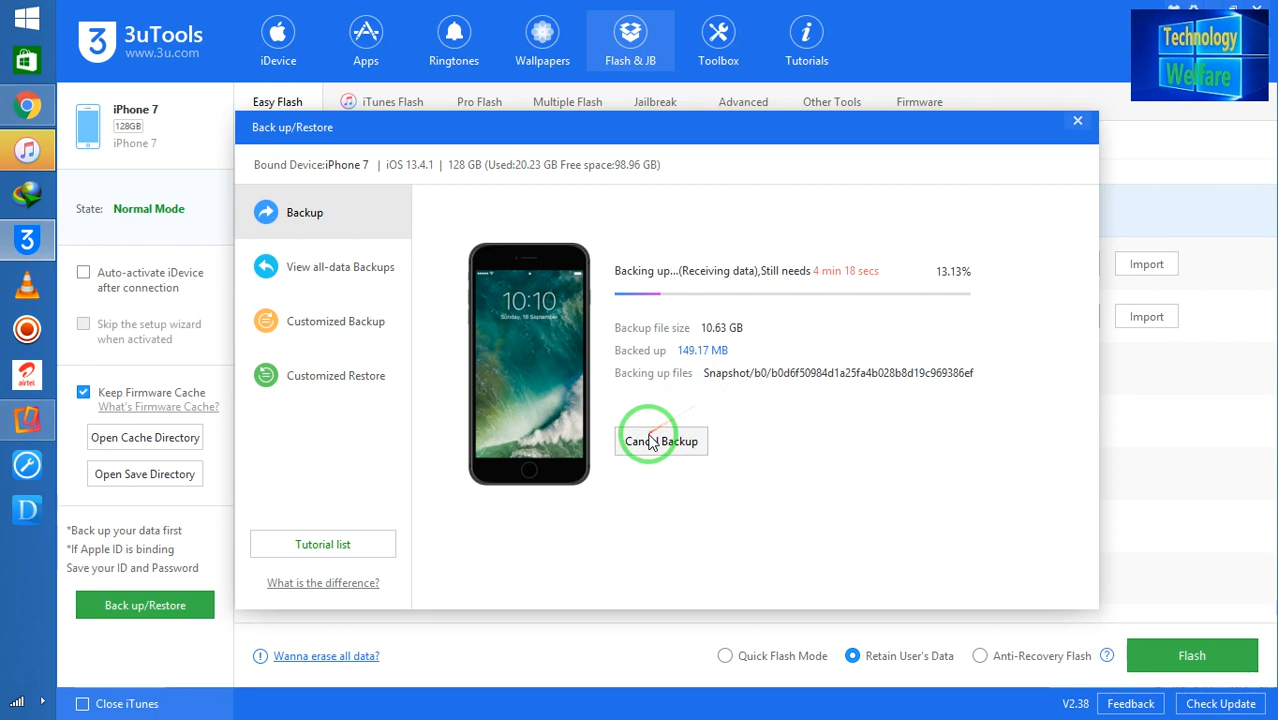 3uTools
www.3u.com
iDevice
Apps
Ringtones
Wallpapers
Flash & JB
Toolbox
Tutorials
Technology
Welfare
Easy Flash
iTunes Flash
Pro Flash
Multiple Flash
Jailbreak
Advanced
Other Tools
Firmware
iPhone 7
128GB
iPhone 7
State: Normal Mode
Auto-activate iDevice
after connection
Skip the setup wizard
when activated
Keep Firmware Cache
What's Firmware Cache?
Open Cache Directory
Open Save Directory
*Back up your data first
*If Apple ID is binding
Save your ID and Password
Back up/Restore
Close iTunes
Back up/Restore
Bound Device:iPhone 7 | iOS 13.4.1 | 128 GB (Used:20.23 GB Free space:98.96 GB)
Backup
View all-data Backups
Customized Backup
Customized Restore
Tutorial list
What is the difference?
10:10
Sunday, 18 September
Backing up...(Receiving data),Still needs 4 min 18 secs 13.13%
Backup file size 10.63 GB
Backed up 149.17 MB
Backing up files Snapshot/b0/b0d6f50984d1a25fa4b028b8d19c969386ef
Cancel Backup
Import
Import
Wanna erase all data?
Quick Flash Mode
Retain User's Data
Anti-Recovery Flash
Flash
V2.38
Feedback
Check Update
airtel